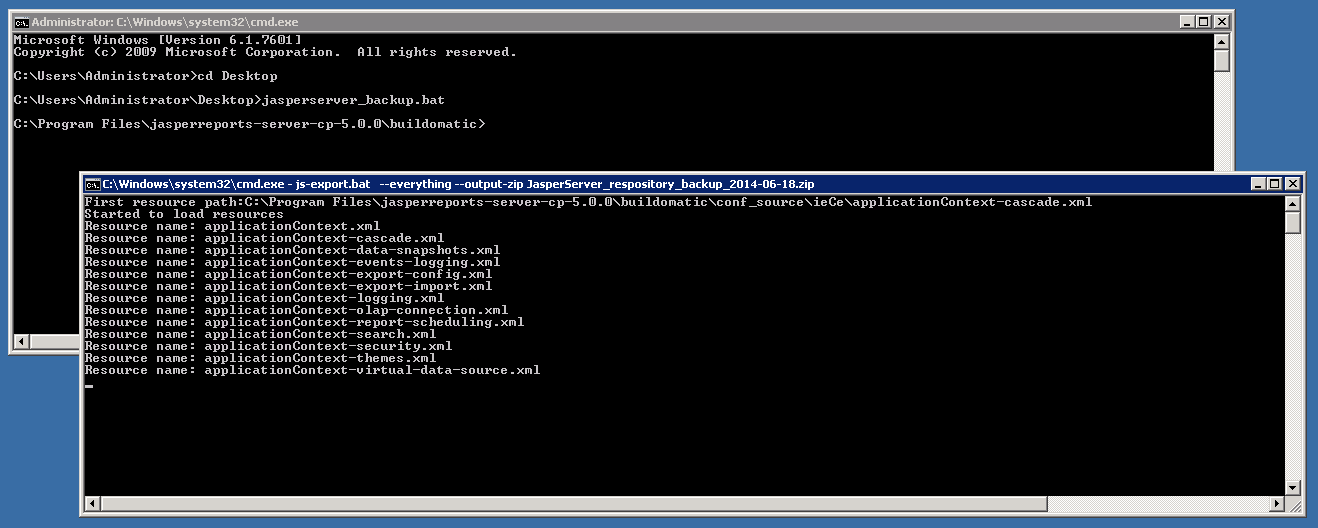 Administrator: C:\Windows\system32\cmd.exe
Microsoft Windows [Version 6.1.7601]
Copyright (c) 2009 Microsoft Corporation.  All rights reserved.
C:\Users\Administrator>cd Desktop
C:\Users\Administrator\Desktop>jasperserver_backup.bat
C:\Program Files\jasperreports-server-cp-5.0.0\buildomatic>
C:\Windows\system32\cmd.exe - js-export.bat  --everything --output-zip JasperServer_respository_backup_2014-06-18.zip
First resource path:C:\Program Files\jasperreports-server-cp-5.0.0\buildomatic\conf_source\ieCe\applicationContext-cascade.xml
Started to load resources
Resource name: applicationContext.xml
Resource name: applicationContext-cascade.xml
Resource name: applicationContext-data-snapshots.xml
Resource name: applicationContext-events-logging.xml
Resource name: applicationContext-export-config.xml
Resource name: applicationContext-export-import.xml
Resource name: applicationContext-logging.xml
Resource name: applicationContext-olap-connection.xml
Resource name: applicationContext-report-scheduling.xml
Resource name: applicationContext-search.xml
Resource name: applicationContext-security.xml
Resource name: applicationContext-themes.xml
Resource name: applicationContext-virtual-data-source.xml